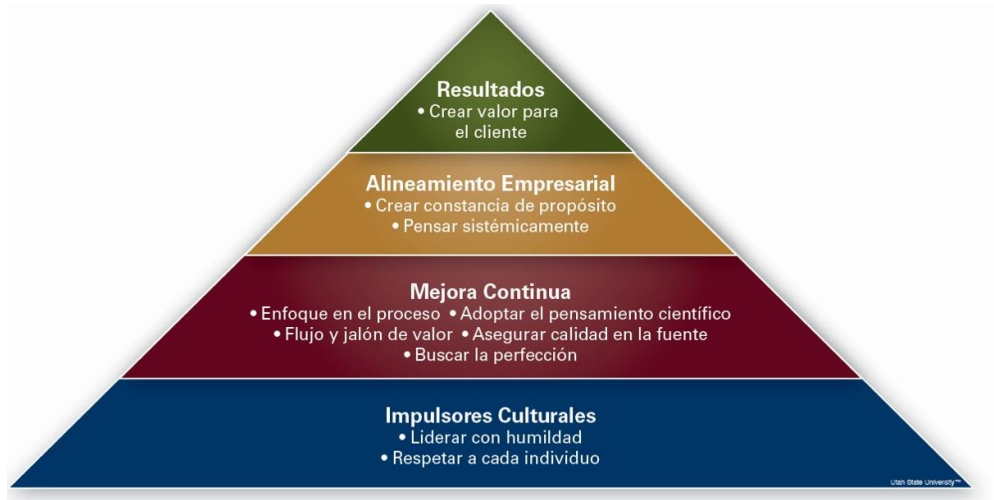 Resultados
• Crear valor para
el cliente
Alineamiento Empresarial
• Crear constancia de propósito
• Pensar sistémicamente
Mejora Continua
• Enfoque en el proceso • Adoptar el pensamiento científico
• Flujo y jalón de valor • Asegurar calidad en la fuente
• Buscar la perfección
Impulsores Culturales
• Liderar con humildad
• Respetar a cada individuo
Utah State University™